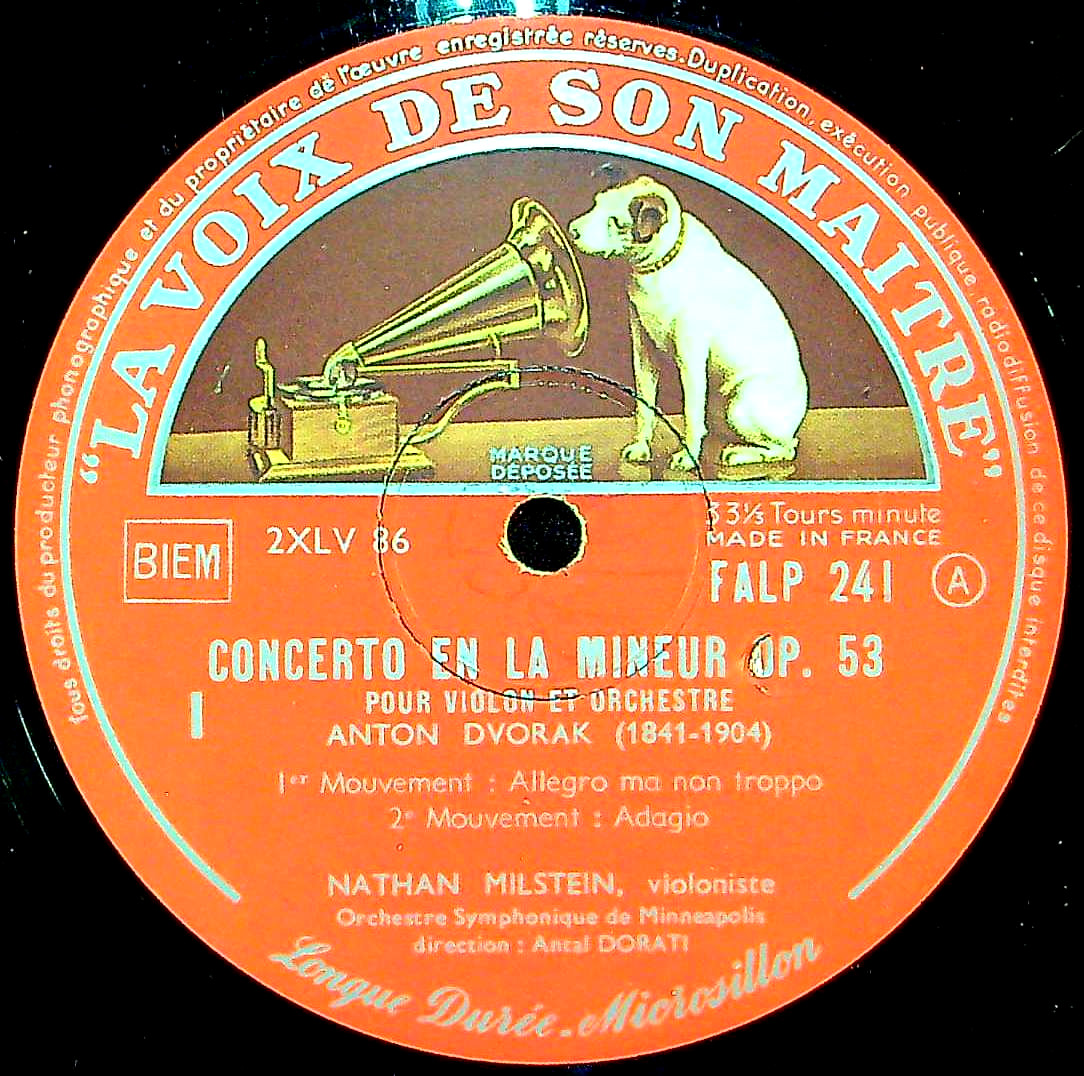 Tous droits du producteur phonographique et du propriétaire de l'œuvre enregistrée réservés. Duplication, exécution publique, radiodiffusion de ce disque interdites
“LA VOIX DE SON MAITRE”
MARQUE
DÉPOSÉE
BIEM
2XLV 86
33⅓ Tours minute
MADE IN FRANCE
FALP 241
A
CONCERTO EN LA MINEUR OP. 53
I
POUR VIOLON ET ORCHESTRE
ANTON DVORAK (1841-1904)
1er Mouvement : Allegro ma non troppo
2e Mouvement : Adagio
NATHAN MILSTEIN, violoniste
Orchestre Symphonique de Minneapolis
direction : Antal DORATI
Longue Durée - Microsillon